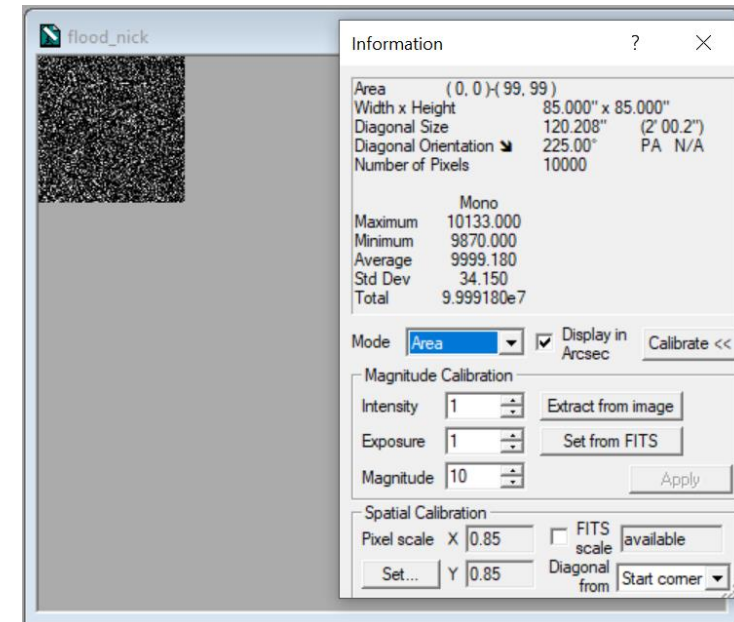 flood_nick
Information ? ×
Area ( 0, 0 )-( 99, 99 )
Width x Height 85.000" x 85.000"
Diagonal Size 120.208" (2' 00.2")
Diagonal Orientation 225.00° PA N/A
Number of Pixels 10000
Mono
Maximum 10133.000
Minimum 9870.000
Average 9999.180
Std Dev 34.150
Total 9.999180e7
Mode Area Display in Arcsec Calibrate <<
Magnitude Calibration
Intensity 1 Extract from image
Exposure 1 Set from FITS
Magnitude 10 Apply
Spatial Calibration
Pixel scale X 0.85 FITS scale available
Set... Y 0.85 Diagonal from Start corner